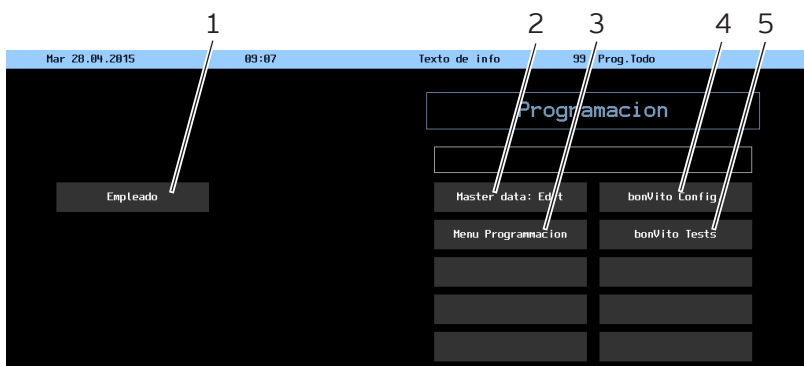 1 2 3 4 5
Mar 28.04.2015 09:07 Texto de info 99 Prog.Todo
Programacion
Empleado Master data: Edit bonVito Config
Menu Programmacion bonVito Tests